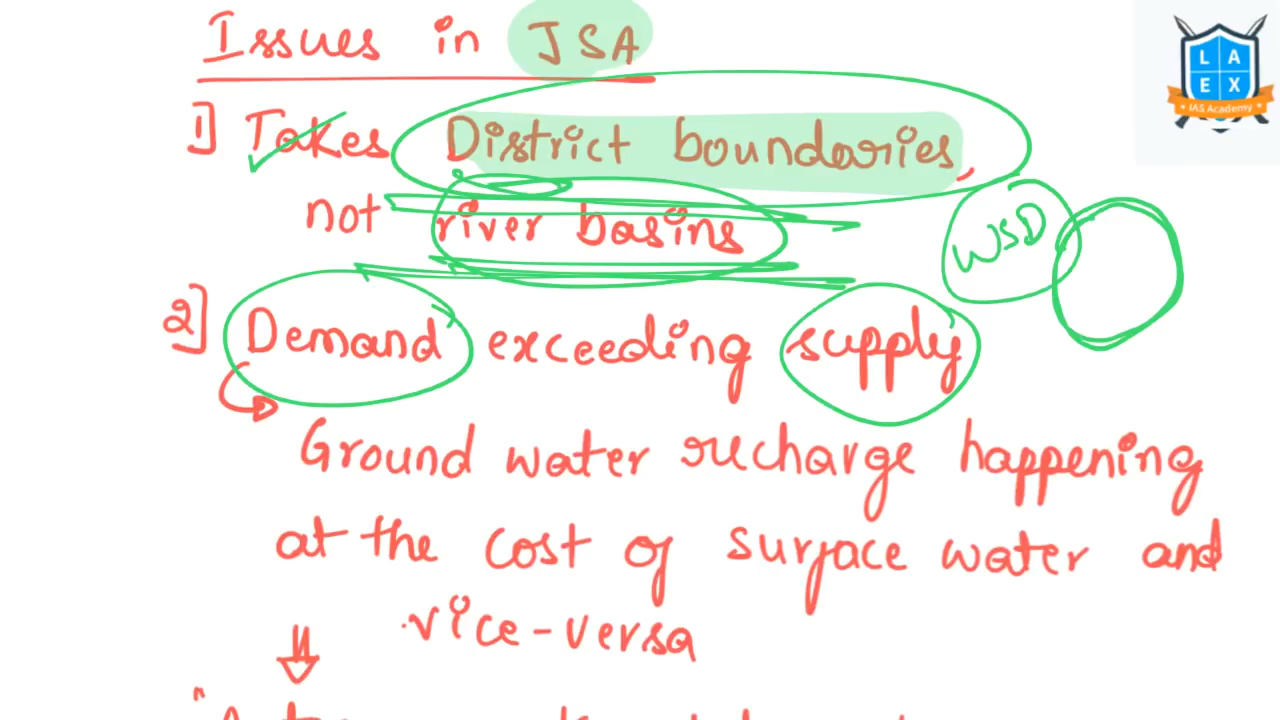 Issues in JSA
L A
E X
IAS Academy
1] Takes District boundaries,
not river basins
WSD
2] Demand exceeding supply
Ground water recharge happening
at the cost of surface water and
vice-versa